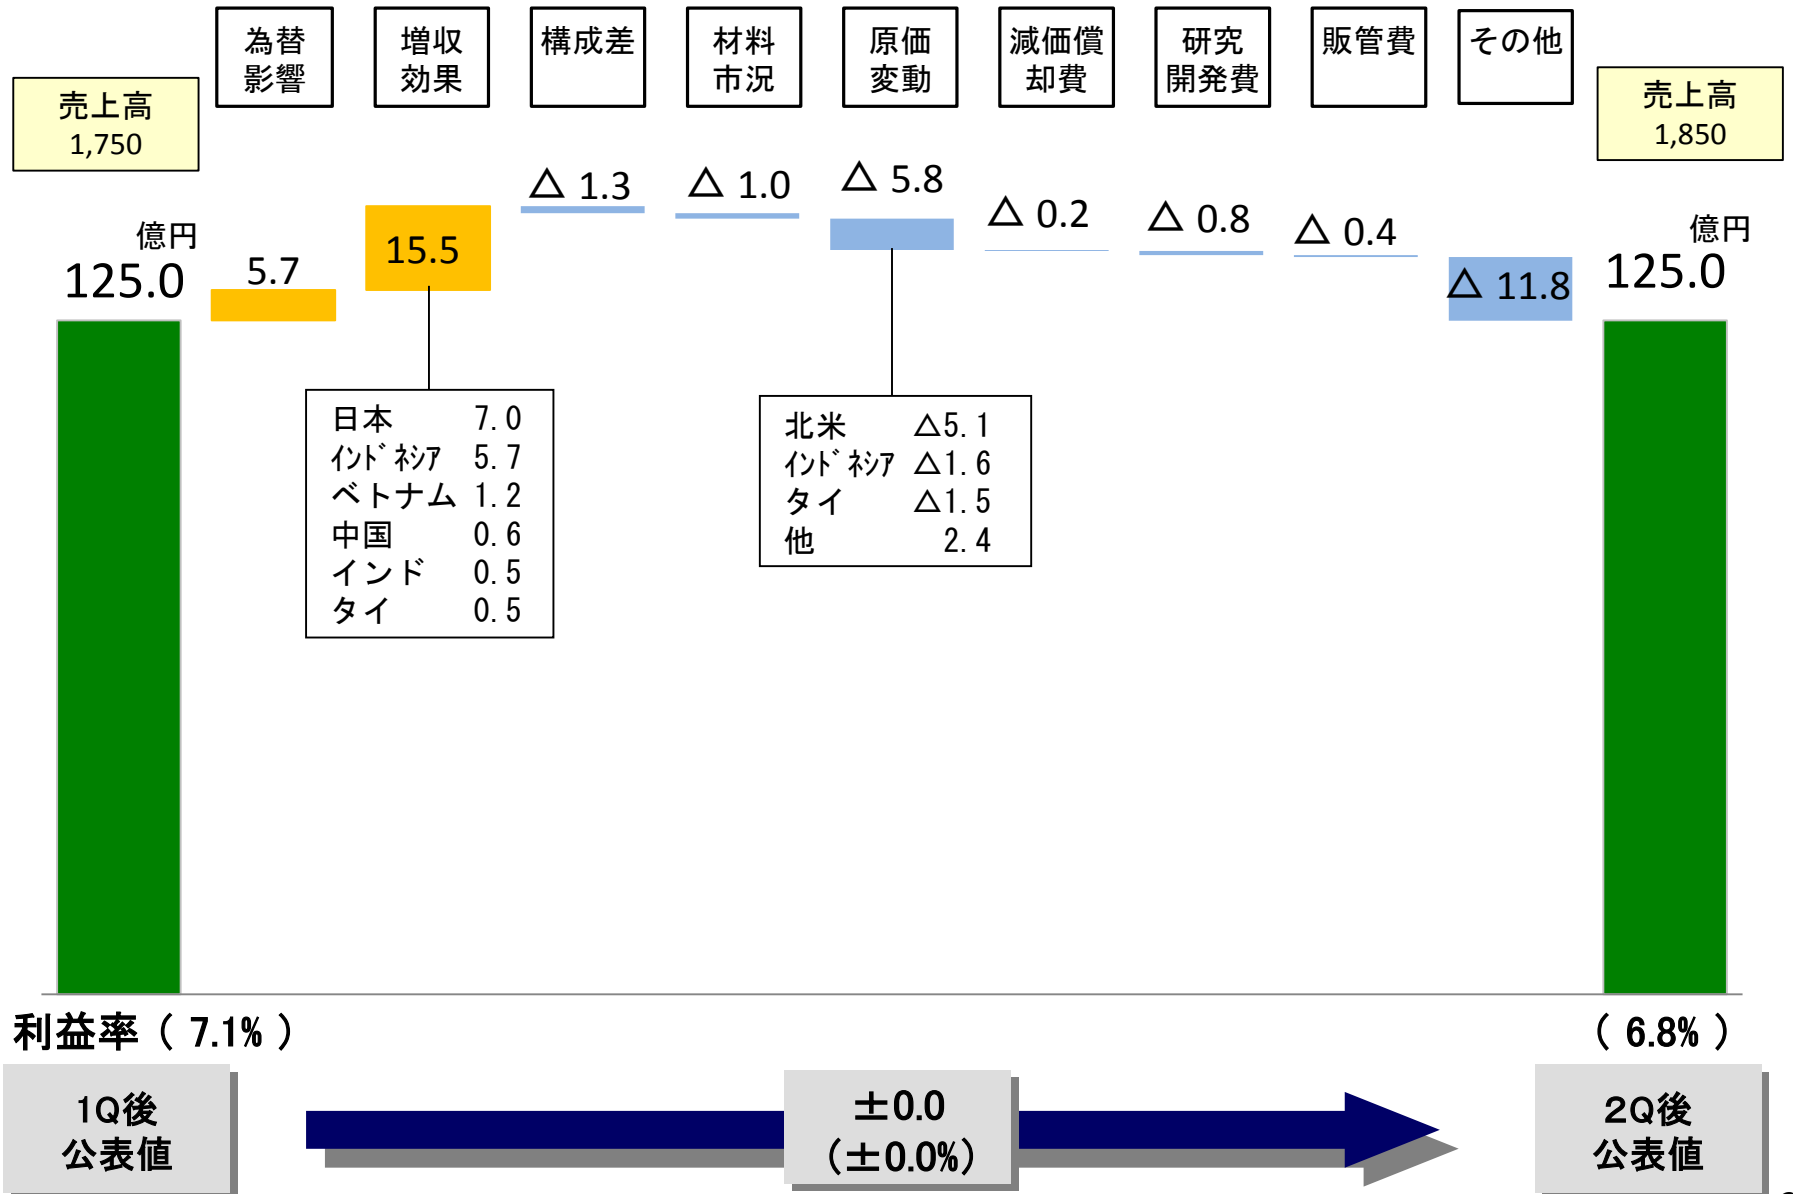 為替
影響
増収
効果
構成差
材料
市況
原価
変動
減価償
却費
研究
開発費
販管費
その他
売上高
1,750
売上高
1,850
億円
125.0
5.7
15.5
△ 1.3
△ 1.0
△ 5.8
△ 0.2
△ 0.8
△ 0.4
△ 11.8
億円
125.0
日本 7.0
ｲﾝﾄﾞﾈｼｱ 5.7
ベトナム 1.2
中国 0.6
インド 0.5
タイ 0.5
北米 △5.1
ｲﾝﾄﾞﾈｼｱ △1.6
タイ △1.5
他 2.4
利益率 ( 7.1% )
( 6.8% )
1Q後
公表値
±0.0
(±0.0%)
2Q後
公表値